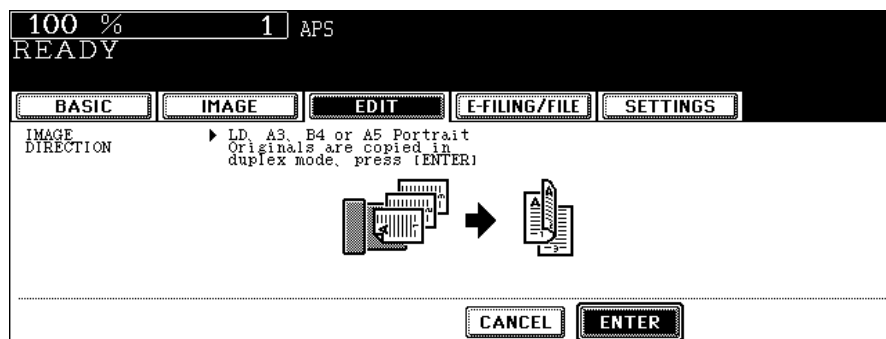 100 % 1 APS
READY
BASIC IMAGE EDIT E-FILING/FILE SETTINGS
IMAGE
DIRECTION
LD、A3、B4 or A5 Portrait
Originals are copied in
duplex mode、press [ENTER]
CANCEL ENTER